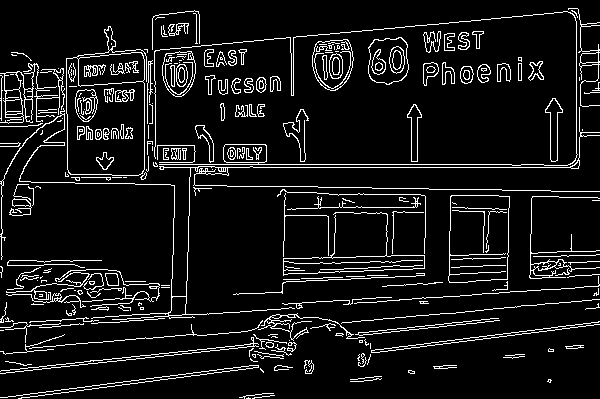 LEFT
HOV LANE
10 WEST
Phoenix
10 EAST
Tucson
1 MILE
EXIT ONLY
10 60 WEST
Phoenix